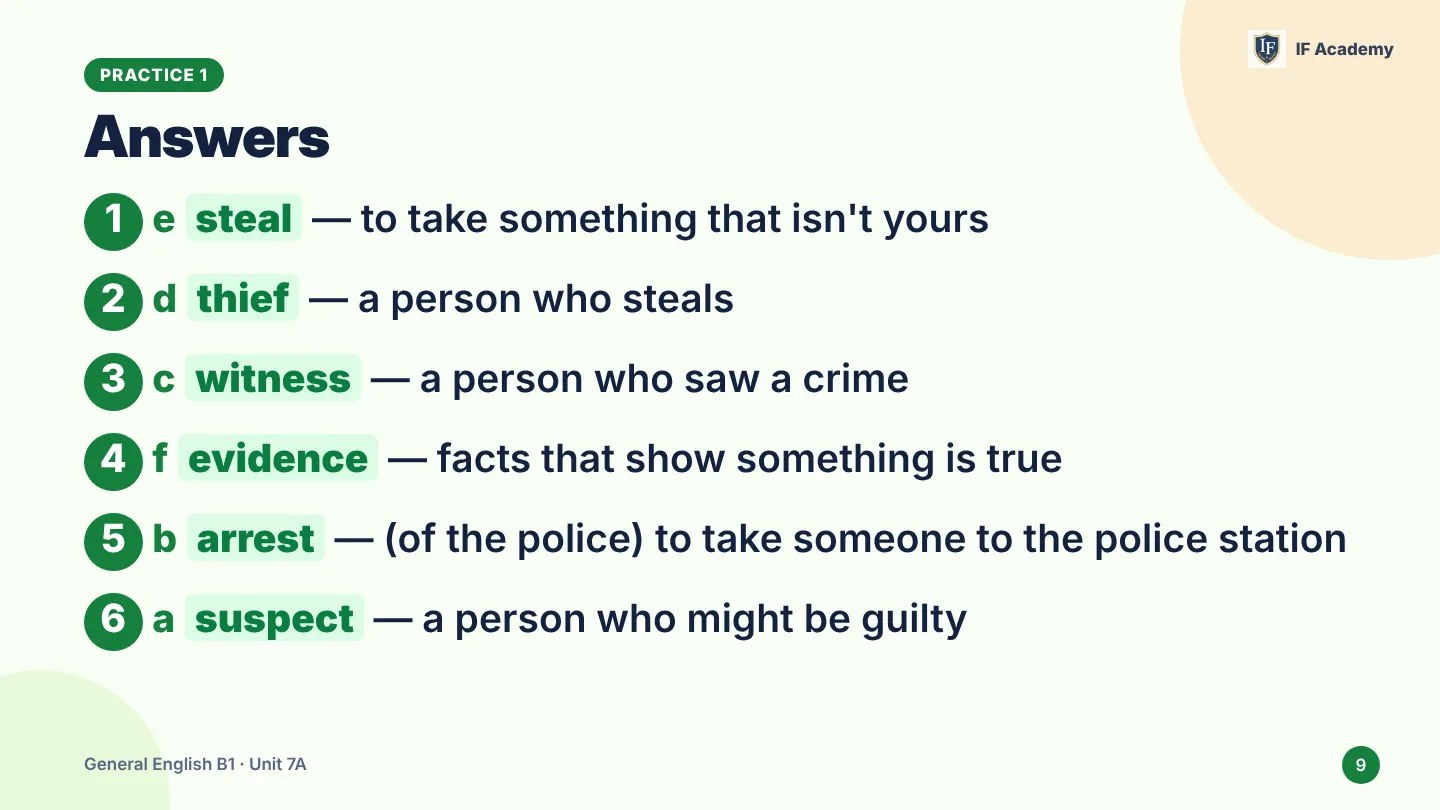 PRACTICE 1
IF IF Academy
Answers
1 e steal — to take something that isn't yours
2 d thief — a person who steals
3 c witness — a person who saw a crime
4 f evidence — facts that show something is true
5 b arrest — (of the police) to take someone to the police station
6 a suspect — a person who might be guilty
General English B1 · Unit 7A
9